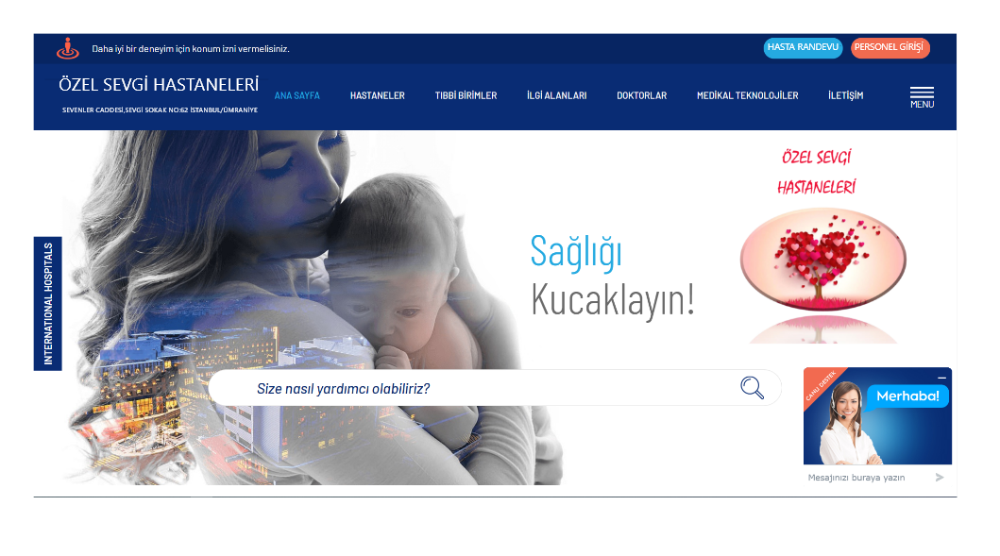 Daha iyi bir deneyim için konum izni vermelisiniz.
HASTA RANDEVU
PERSONEL GİRİŞİ
ÖZEL SEVGİ HASTANELERİ
SEVENLER CADDESİ,SEVGİ SOKAK NO:62 İSTANBUL/ÜMRANİYE
ANA SAYFA
HASTANELER
TIBBİ BİRİMLER
İLGİ ALANLARI
DOKTORLAR
MEDİKAL TEKNOLOJİLER
İLETİŞİM
MENU
ÖZEL SEVGİ
HASTANELERİ
INTERNATIONAL HOSPITALS
Sağlığı
Kucaklayın!
Size nasıl yardımcı olabiliriz?
CANLI DESTEK
Merhaba!
Mesajınızı buraya yazın